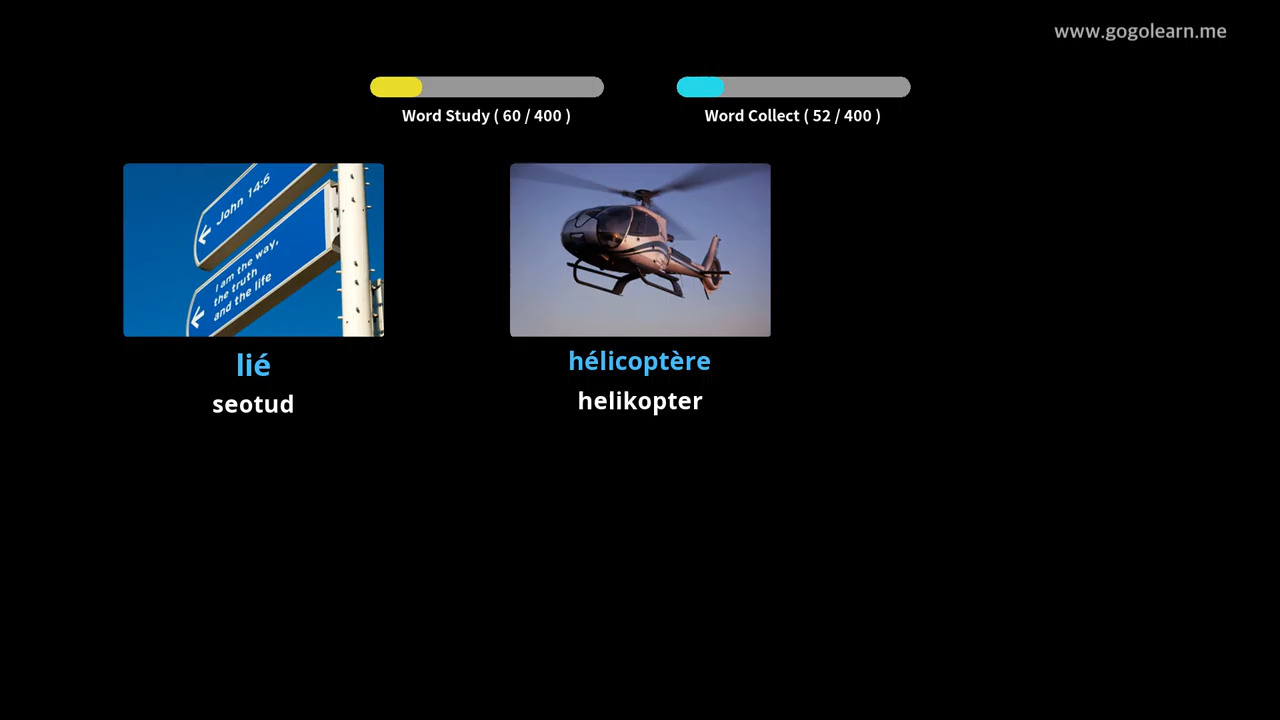 www.gogolearn.me
Word Study ( 60 / 400 )
Word Collect ( 52 / 400 )
John 14:6
I am the way,
the truth
and the life
lié
seotud
hélicoptère
helikopter